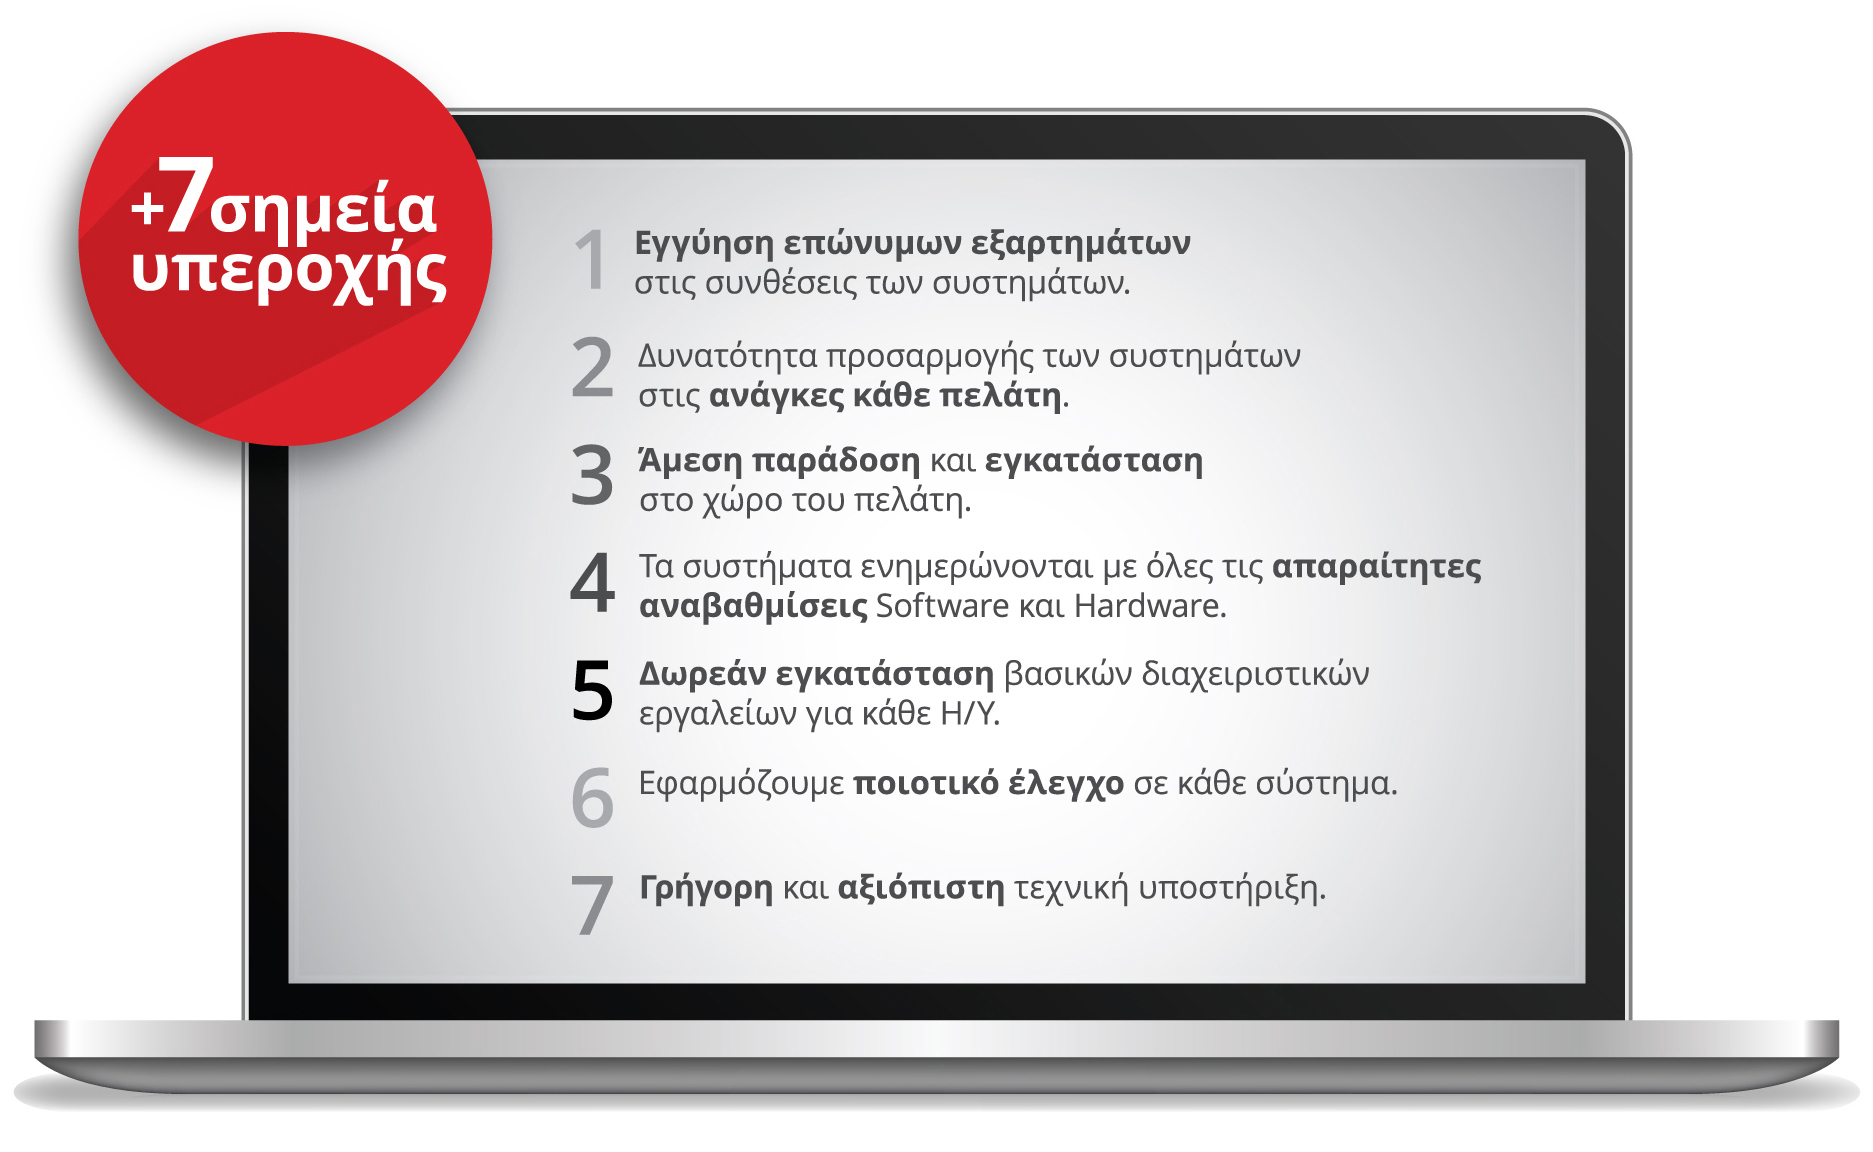 +7σημεία
υπεροχής
1 Εγγύηση επώνυμων εξαρτημάτων
στις συνθέσεις των συστημάτων.
2 Δυνατότητα προσαρμογής των συστημάτων
στις ανάγκες κάθε πελάτη.
3 Άμεση παράδοση και εγκατάσταση
στο χώρο του πελάτη.
4 Τα συστήματα ενημερώνονται με όλες τις απαραίτητες
αναβαθμίσεις Software και Hardware.
5 Δωρεάν εγκατάσταση βασικών διαχειριστικών
εργαλείων για κάθε Η/Υ.
6 Εφαρμόζουμε ποιοτικό έλεγχο σε κάθε σύστημα.
7 Γρήγορη και αξιόπιστη τεχνική υποστήριξη.